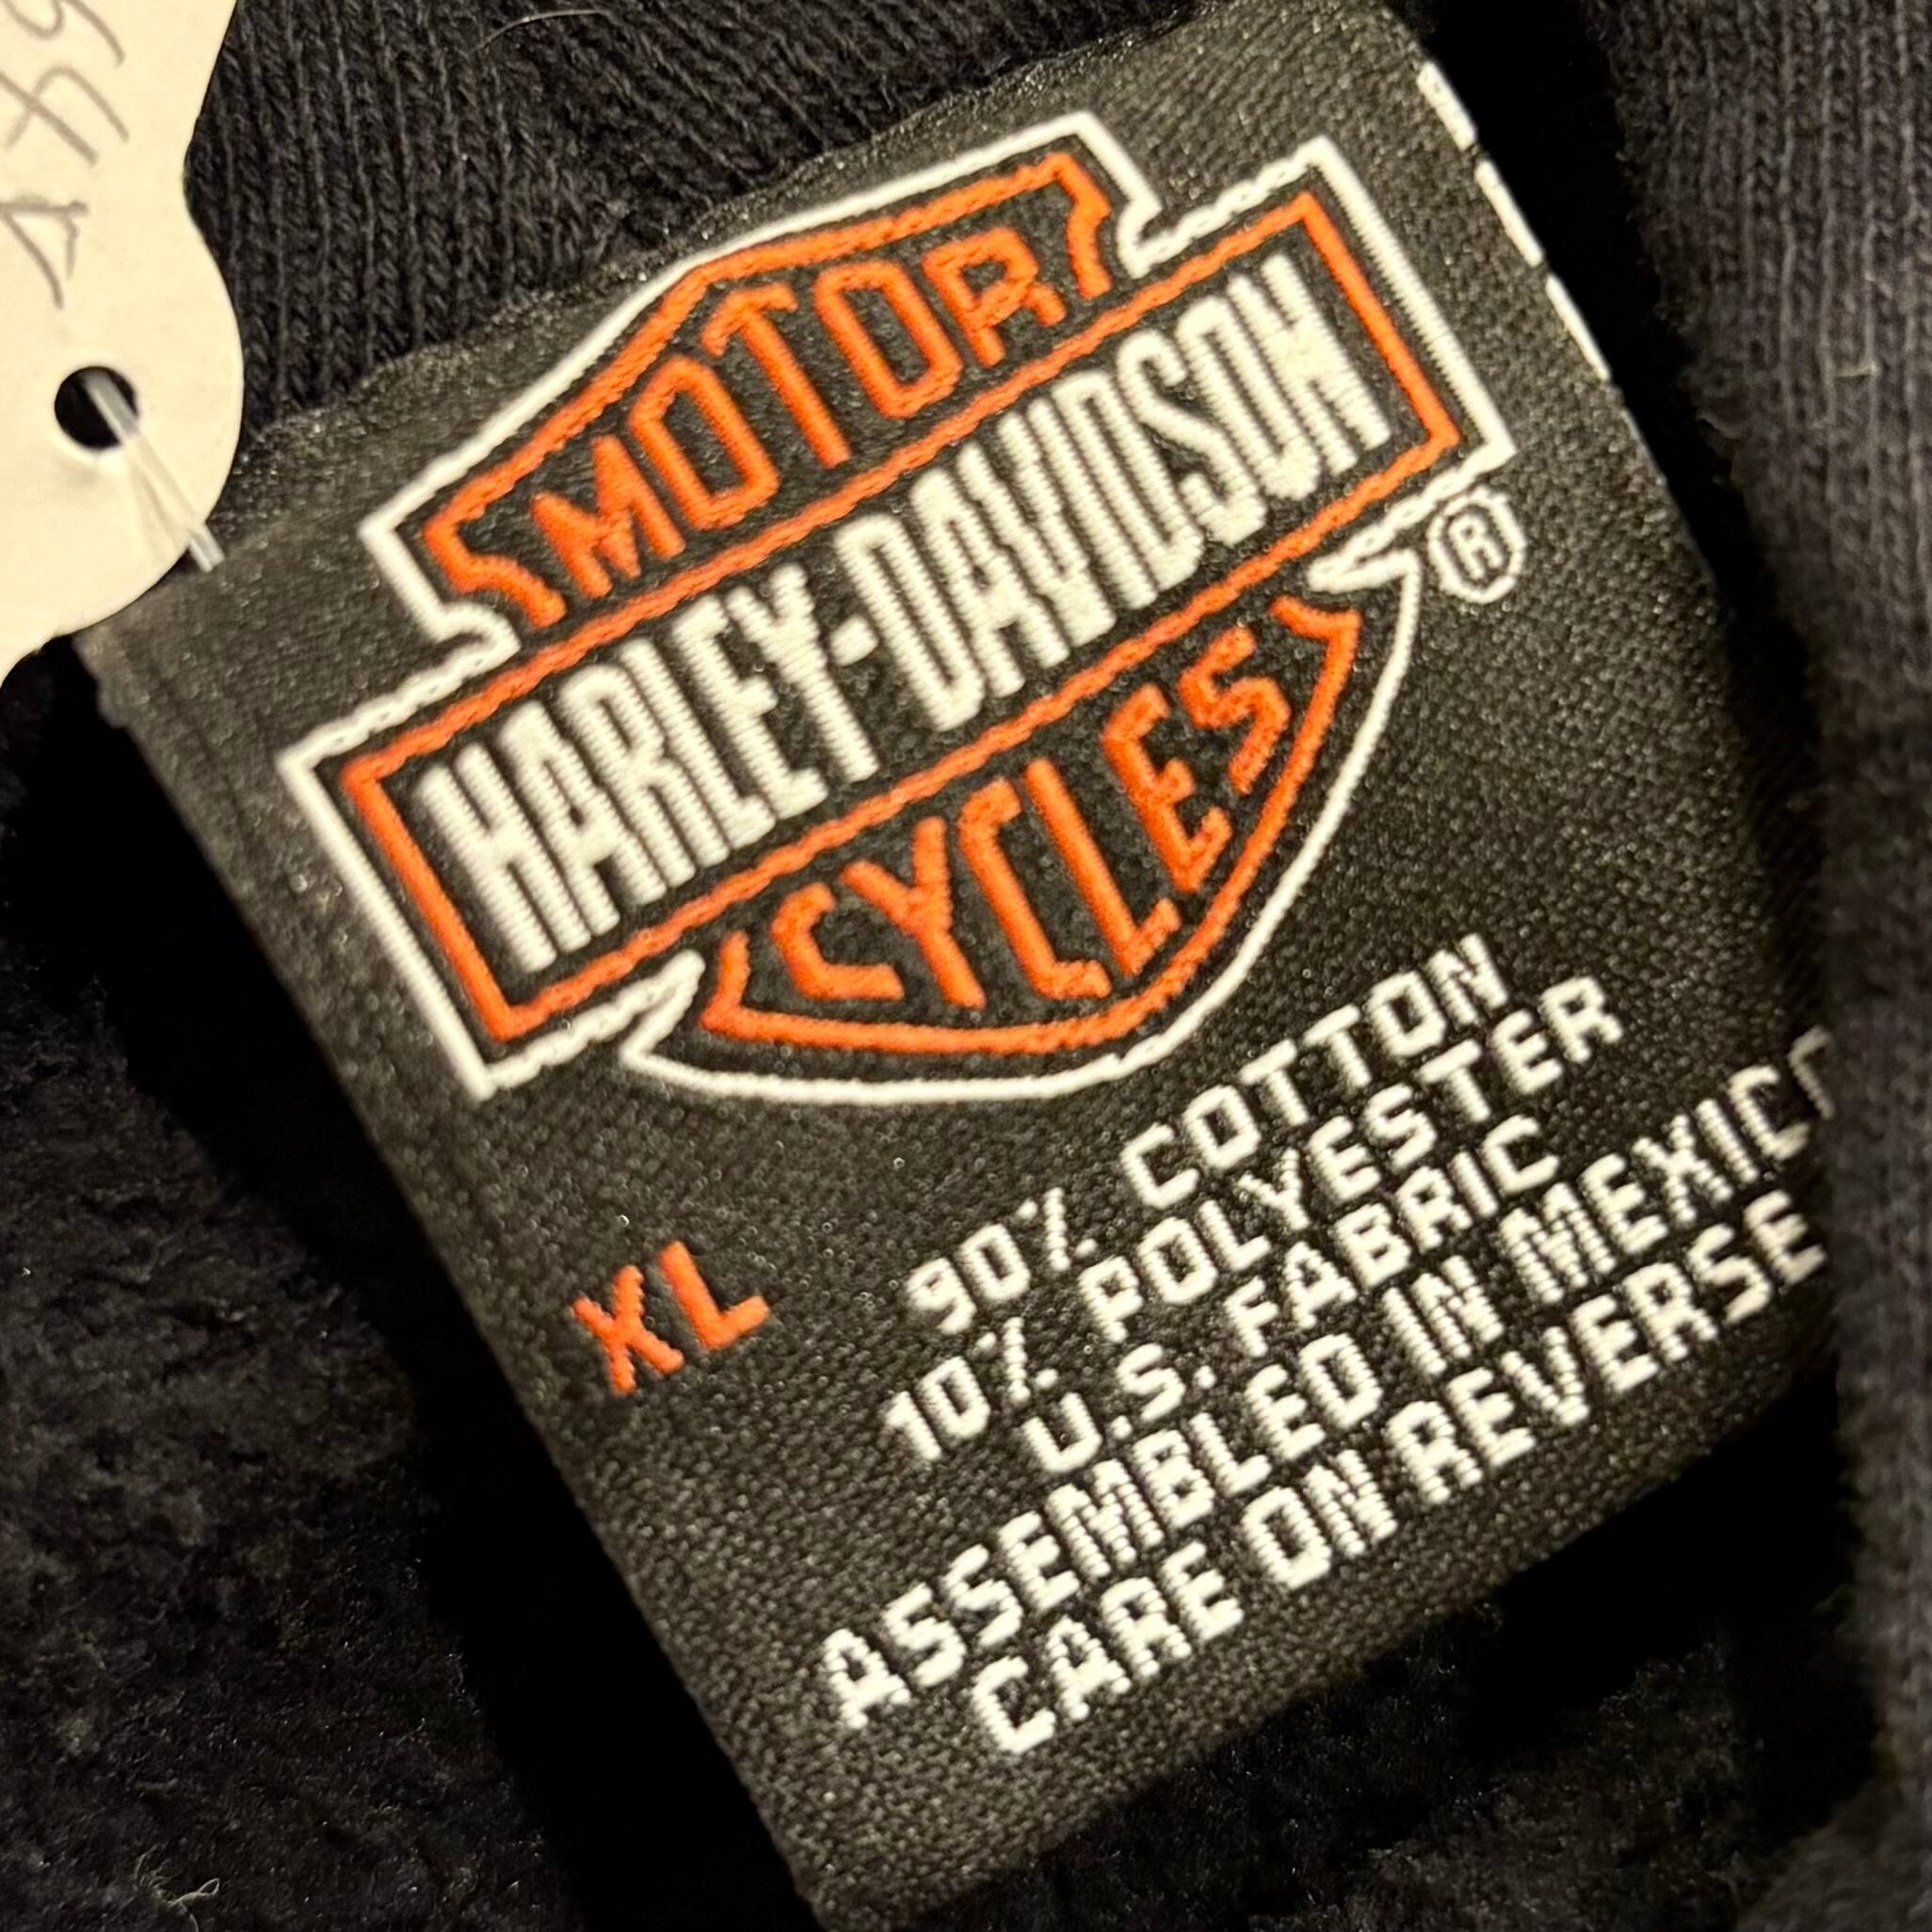 MOTOR
HARLEY-DAVIDSON
®
CYCLES
XL
90% COTTON
10% POLYESTER
U.S. FABRIC
ASSEMBLED IN MEXICO
CARE ON REVERSE